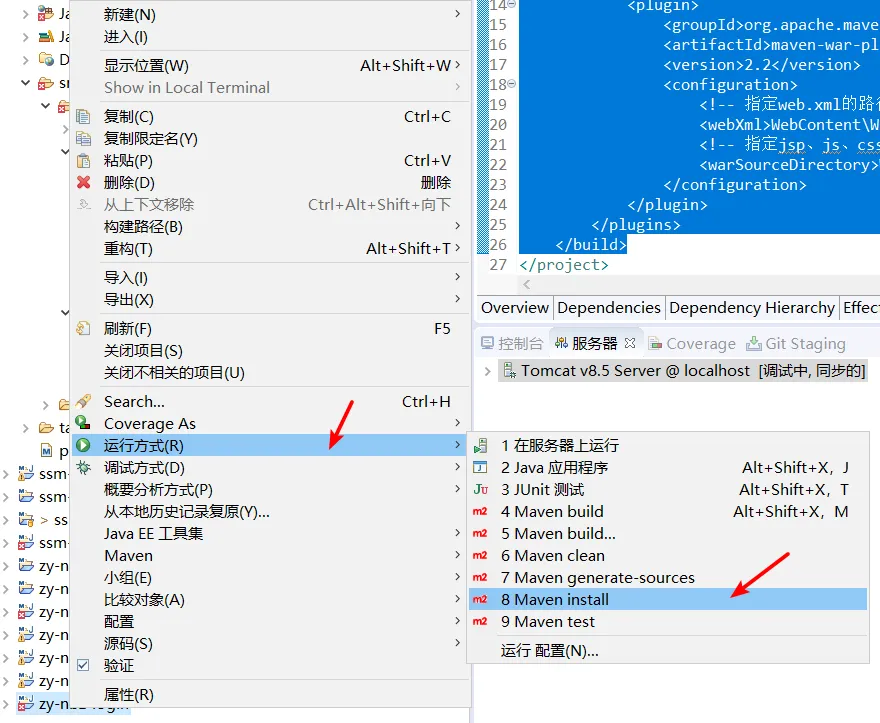 新建(N)
进入(I)
显示位置(W) Alt+Shift+W
Show in Local Terminal
复制(C) Ctrl+C
复制限定名(Y)
粘贴(P) Ctrl+V
删除(D) 删除
从上下文移除 Ctrl+Alt+Shift+向下
构建路径(B)
重构(T) Alt+Shift+T
导入(I)
导出(X)
刷新(F) F5
关闭项目(S)
关闭不相关的项目(U)
Search... Ctrl+H
Coverage As
运行方式(R)
调试方式(D)
概要分析方式(P)
从本地历史记录复原(Y)...
Java EE 工具集
Maven
小组(E)
比较对象(A)
配置
源码(S)
验证
属性(R)
ssm-
ssm-
> ss
ssm-
zy-n
zy-n
zy-n
zy-n
zy-n
zy-n
14 <plugin>
15 <groupId>org.apache.mave
16 <artifactId>maven-war-pl
17 <version>2.2</version>
18 <configuration>
19 <!-- 指定web.xml的路径
20 <webXml>WebContent\W
21 <!-- 指定jsp、js、css
22 <warSourceDirectory>
23 </configuration>
24 </plugin>
25 </plugins>
26 </build>
27 </project>
Overview Dependencies Dependency Hierarchy Effec
控制台 服务器 Coverage Git Staging
Tomcat v8.5 Server @ localhost [调试中, 同步的]
1 在服务器上运行
2 Java 应用程序 Alt+Shift+X, J
3 JUnit 测试 Alt+Shift+X, T
4 Maven build Alt+Shift+X, M
5 Maven build...
6 Maven clean
7 Maven generate-sources
8 Maven install
9 Maven test
运行 配置(N)...